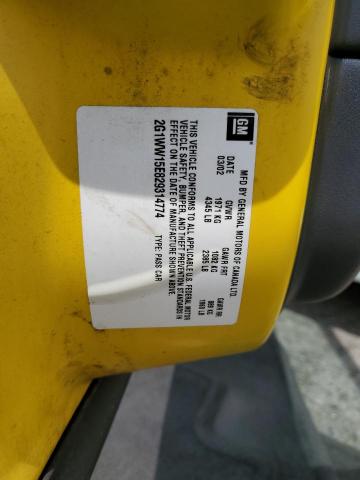 GM
MFD BY GENERAL MOTORS OF CANADA LTD.
DATE GVWR GAWR FRT GAWR RR
03/02 1971 KG 1082 KG 889 KG
4345 LB 2385 LB 1960 LB
THIS VEHICLE CONFORMS TO ALL APPLICABLE U.S. FEDERAL MOTOR
VEHICLE SAFETY, BUMPER, AND THEFT PREVENTION STANDARDS IN
EFFECT ON THE DATE OF MANUFACTURE SHOWN ABOVE.
2G1WW15E829314774 TYPE: PASS CAR